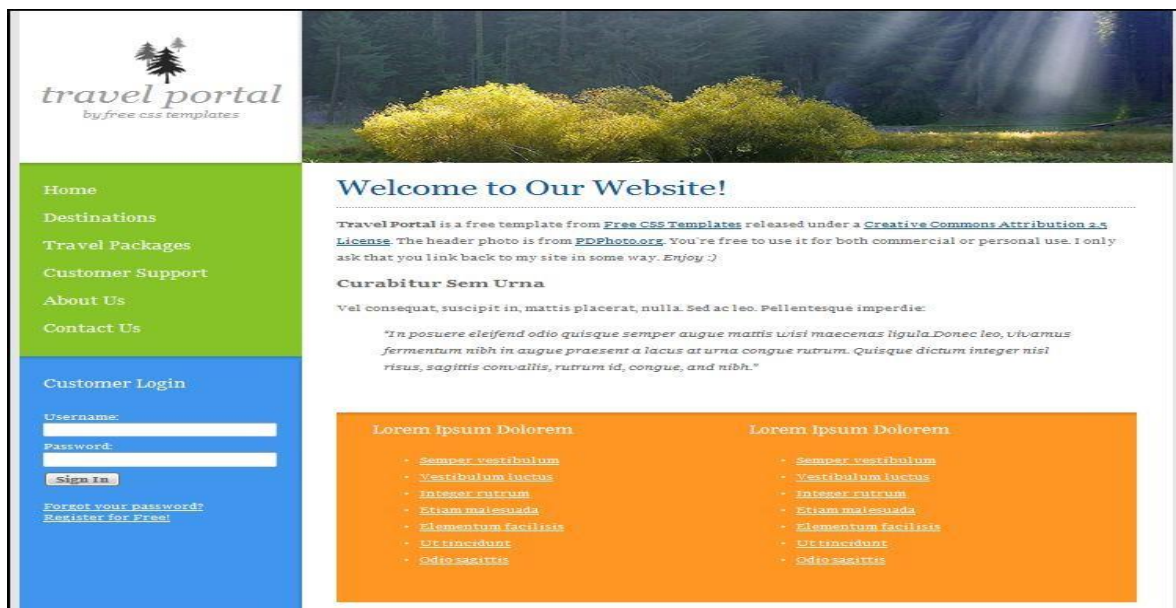 travel portal
by free css templates
Home
Destinations
Travel Packages
Customer Support
About Us
Contact Us
Customer Login
Username:
Password:
Sign In
Forgot your password?
Register for Free!
Welcome to Our Website!
Travel Portal is a free template from Free CSS Templates released under a Creative Commons Attribution 2.5
License. The header photo is from PDPhoto.org. You're free to use it for both commercial or personal use. I only
ask that you link back to my site in some way. Enjoy :)
Curabitur Sem Urna
Vel consequat, suscipit in, mattis placerat, nulla. Sed ac leo. Pellentesque imperdie:
"In posuere eleifend odio quisque semper augue mattis wisi maecenas ligula.Donec leo, vivamus
fermentum nibh in augue praesent a lacus at urna congue rutrum. Quisque dictum integer nisl
risus, sagittis convallis, rutrum id, congue, and nibh."
Lorem Ipsum Dolorem
Semper vestibulum
Vestibulum luctus
Integer rutrum
Etiam malesuada
Elementum facilisis
Ut tincidunt
Odio sagittis
Lorem Ipsum Dolorem
Semper vestibulum
Vestibulum luctus
Integer rutrum
Etiam malesuada
Elementum facilisis
Ut tincidunt
Odio sagittis